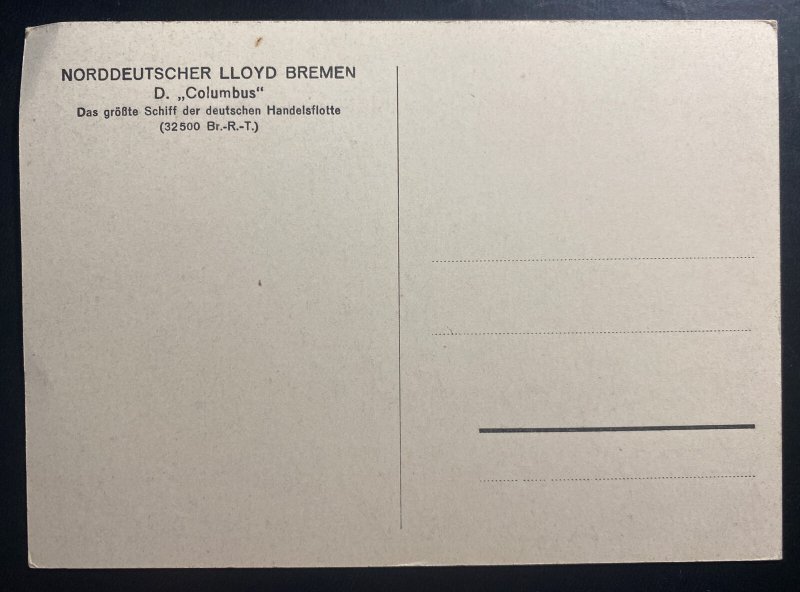 NORDDEUTSCHER LLOYD BREMEN
D. „Columbus“
Das größte Schiff der deutschen Handelsflotte
(32500 Br.-R.-T.)